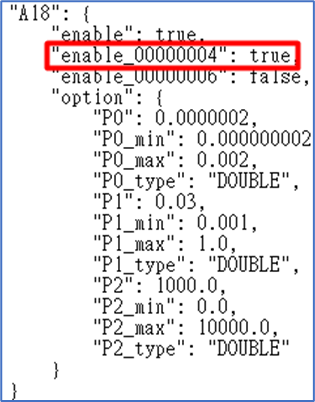 "A18": {
"enable": true,
"enable_00000004": true,
"enable_00000006": false,
"option": {
"P0": 0.0000002,
"P0_min": 0.000000002
"P0_max": 0.002,
"P0_type": "DOUBLE",
"P1": 0.03,
"P1_min": 0.001,
"P1_max": 1.0,
"P1_type": "DOUBLE",
"P2": 1000.0,
"P2_min": 0.0,
"P2_max": 10000.0,
"P2_type": "DOUBLE"
}
}